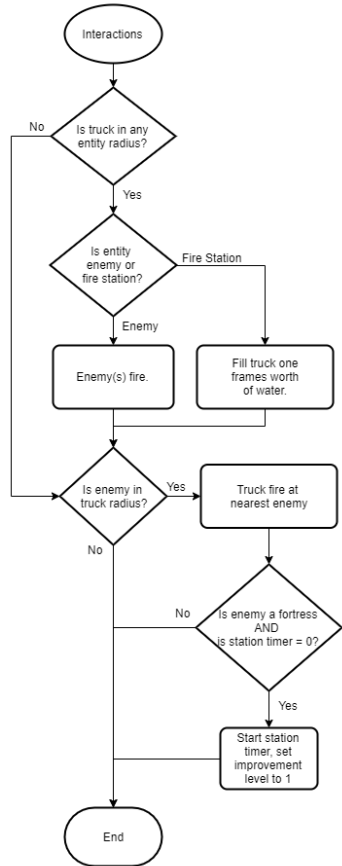 Interactions
Is truck in any
entity radius?
No
Yes
Is entity
enemy or
fire station?
Fire Station
Enemy
Enemy(s) fire.
Fill truck one
frames worth
of water.
Is enemy in
truck radius?
Yes
Truck fire at
nearest enemy
No
Is enemy a fortress
AND
is station timer = 0?
No
Yes
Start station
timer, set
improvement
level to 1
End